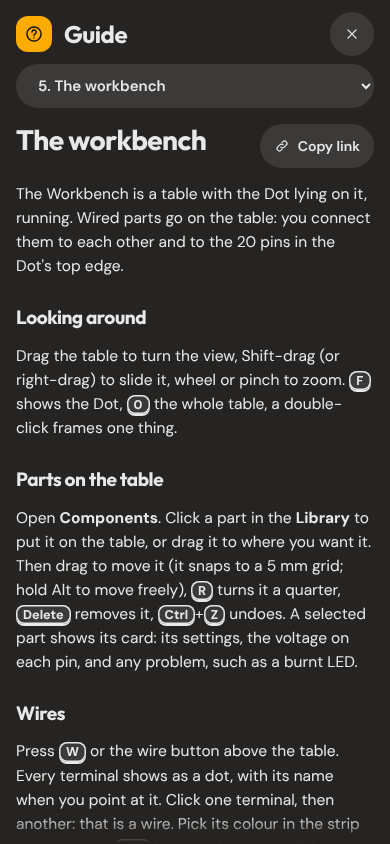 Guide
5. The workbench
The workbench
Copy link
The Workbench is a table with the Dot lying on it,
running. Wired parts go on the table: you connect
them to each other and to the 20 pins in the
Dot's top edge.
Looking around
Drag the table to turn the view, Shift-drag (or
right-drag) to slide it, wheel or pinch to zoom. F
shows the Dot, O the whole table, a double-
click frames one thing.
Parts on the table
Open Components. Click a part in the Library to
put it on the table, or drag it to where you want it.
Then drag to move it (it snaps to a 5 mm grid;
hold Alt to move freely), R turns it a quarter,
Delete removes it, Ctrl+Z undoes. A selected
part shows its card: its settings, the voltage on
each pin, and any problem, such as a burnt LED.
Wires
Press W or the wire button above the table.
Every terminal shows as a dot, with its name
when you point at it. Click one terminal, then
another: that is a wire. Pick its colour in the strip